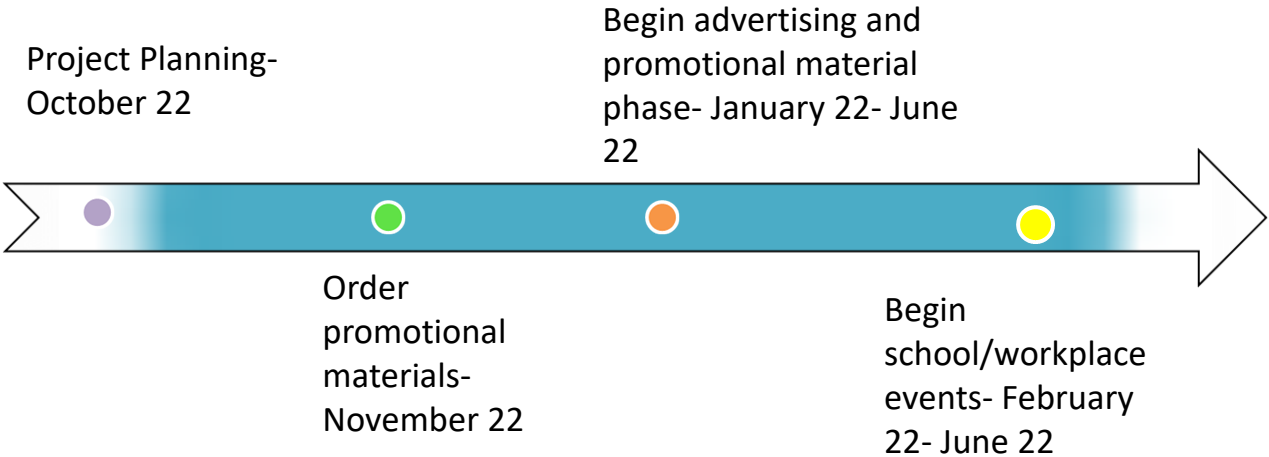 Project Planning-
October 22
Order
promotional
materials-
November 22
Begin advertising and
promotional material
phase- January 22- June
22
Begin
school/workplace
events- February
22- June 22